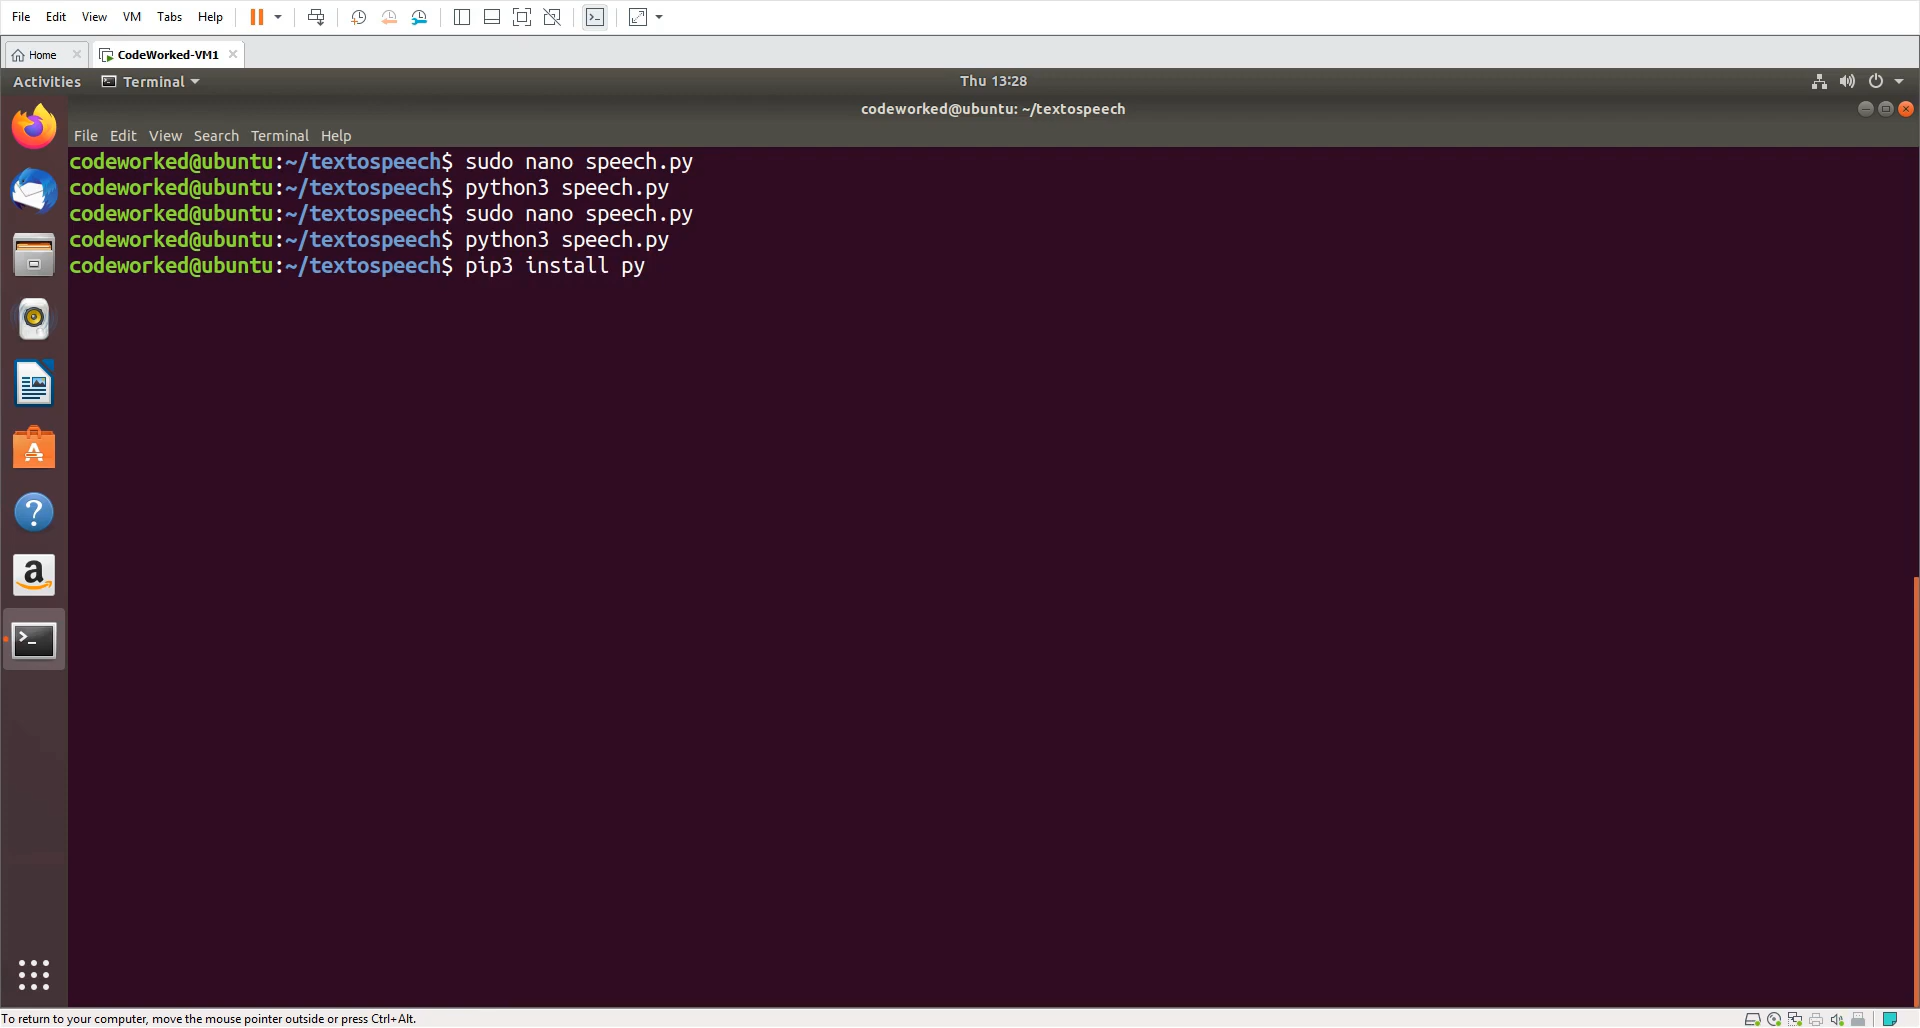 File Edit View VM Tabs Help
Home CodeWorked-VM1
Activities Terminal Thu 13:28
codeworked@ubuntu: ~/textospeech
File Edit View Search Terminal Help
codeworked@ubuntu:~/textospeech$ sudo nano speech.py
codeworked@ubuntu:~/textospeech$ python3 speech.py
codeworked@ubuntu:~/textospeech$ sudo nano speech.py
codeworked@ubuntu:~/textospeech$ python3 speech.py
codeworked@ubuntu:~/textospeech$ pip3 install py
To return to your computer, move the mouse pointer outside or press Ctrl+Alt.